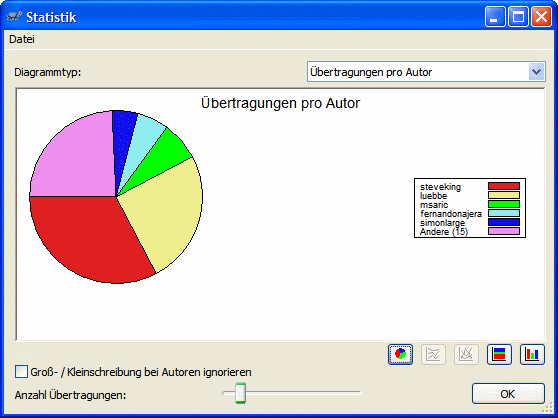 Statistik
Datei
Diagrammtyp:
Übertragungen pro Autor
Übertragungen pro Autor
steveking
luebbe
msaric
fernandonajera
simonlarge
Andere (15)
Groß- / Kleinschreibung bei Autoren ignorieren
Anzahl Übertragungen:
OK